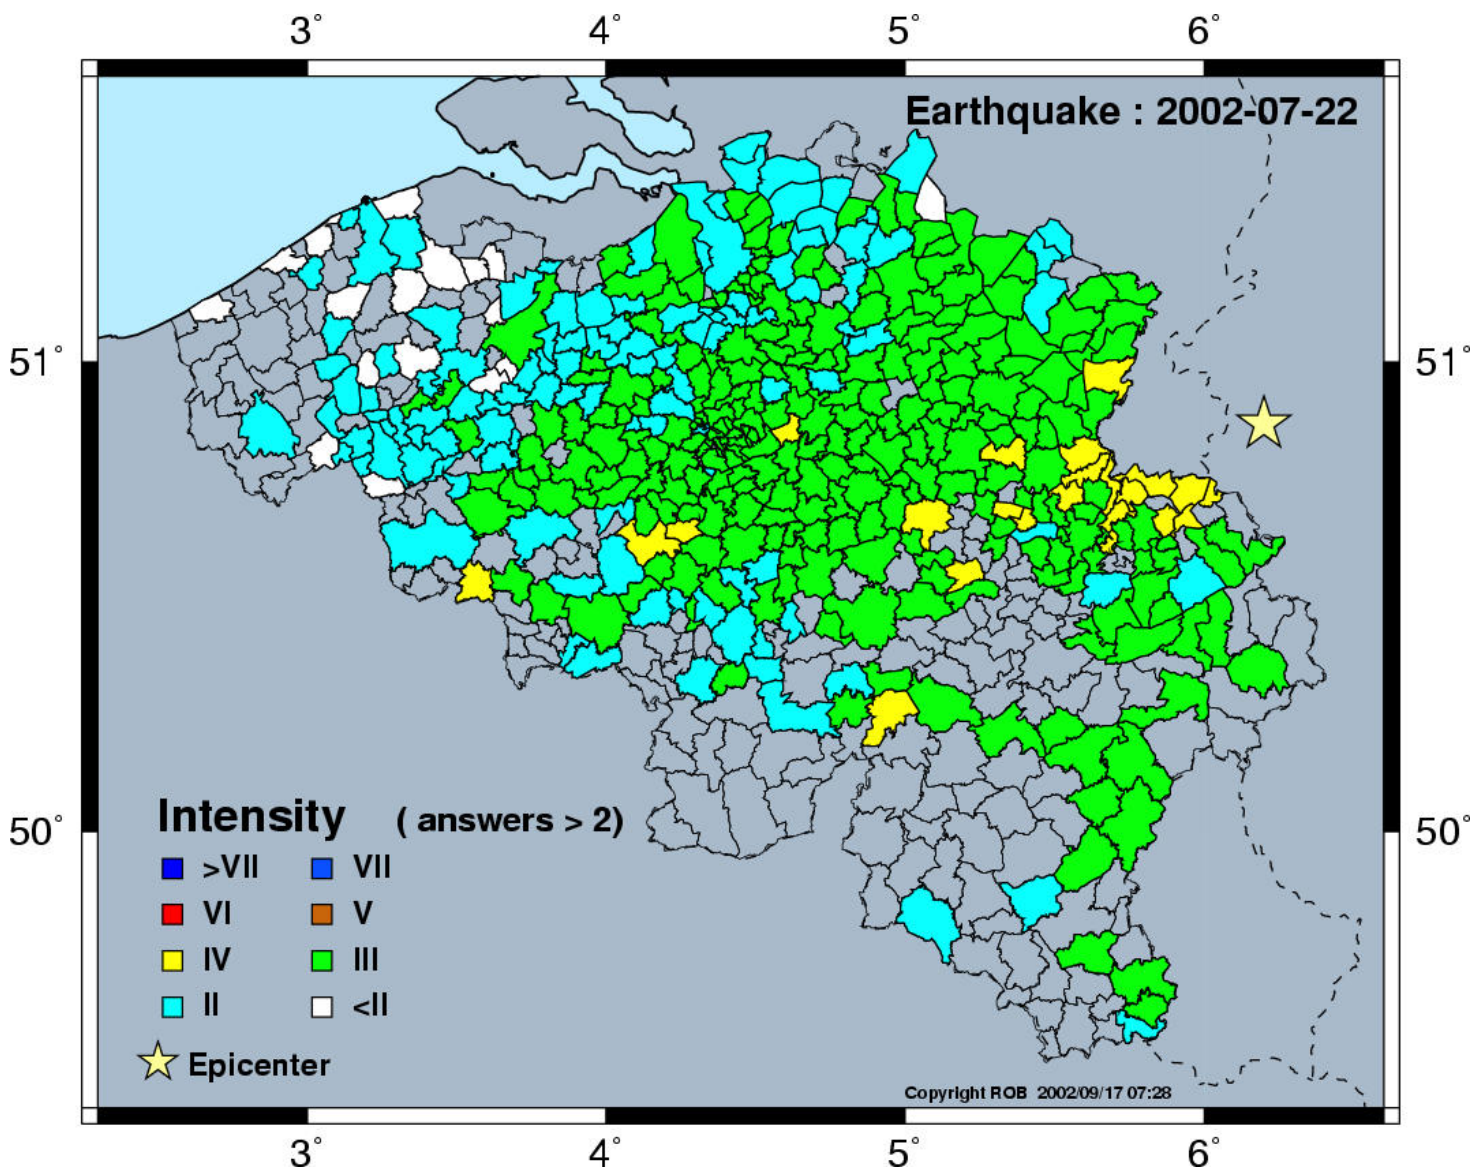 3° 4° 5° 6°
Earthquake : 2002-07-22
51° 51°
50° 50°
Intensity ( answers > 2)
>VII VII
VI V
IV III
II <II
Epicenter
Copyright ROB 2002/09/17 07:28
3° 4° 5° 6°